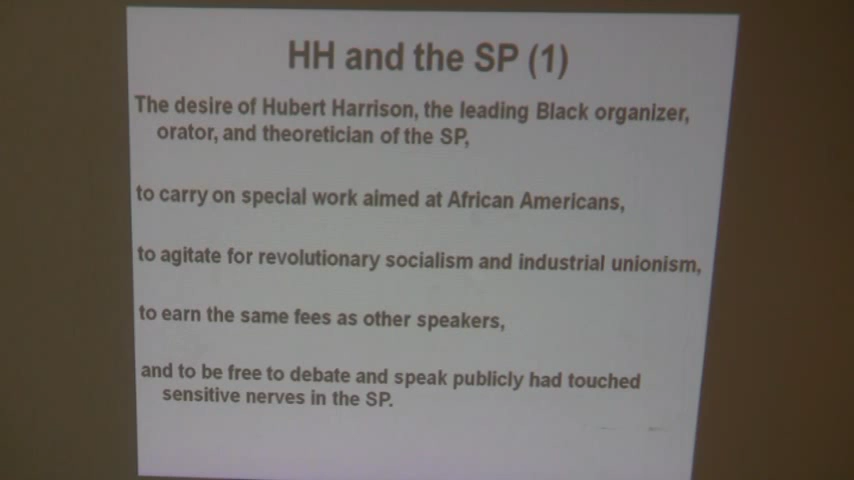 HH and the SP (1)
The desire of Hubert Harrison, the leading Black organizer,
orator, and theoretician of the SP,
to carry on special work aimed at African Americans,
to agitate for revolutionary socialism and industrial unionism,
to earn the same fees as other speakers,
and to be free to debate and speak publicly had touched
sensitive nerves in the SP.